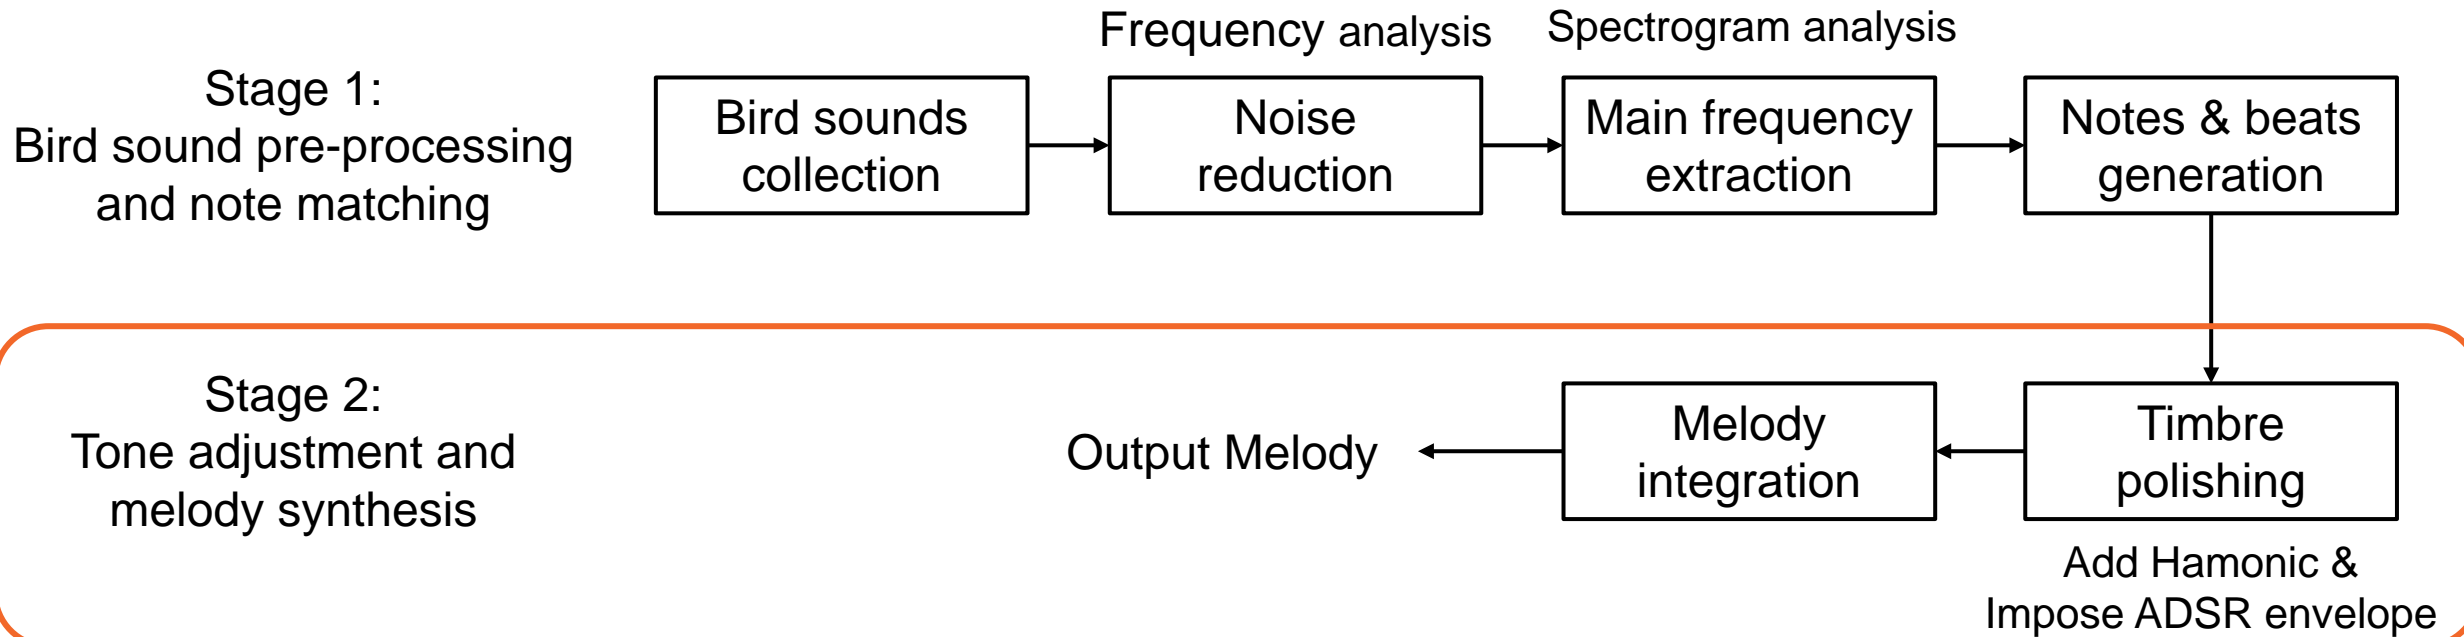 Frequency analysis
Spectrogram analysis
Stage 1:
Bird sound pre-processing
and note matching
Bird sounds
collection
Noise
reduction
Main frequency
extraction
Notes & beats
generation
Stage 2:
Tone adjustment and
melody synthesis
Output Melody
Melody
integration
Timbre
polishing
Add Hamonic &
Impose ADSR envelope